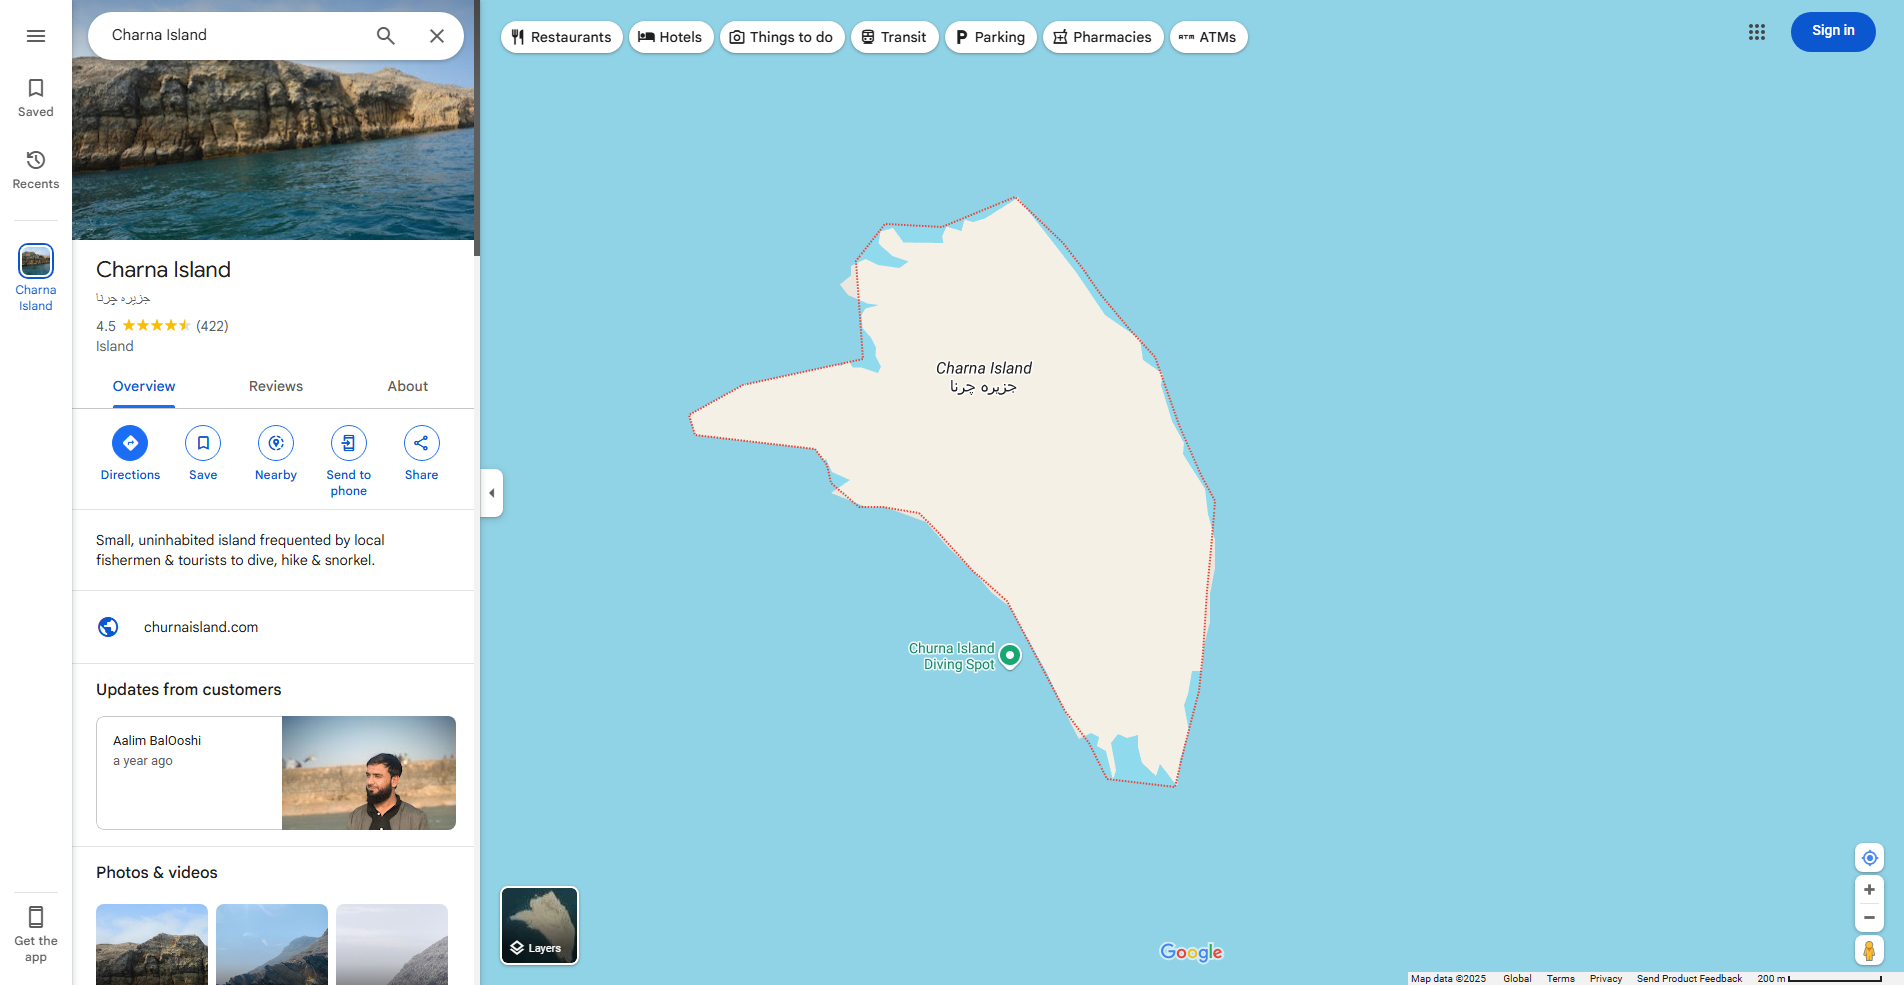 Charna Island
Saved
Recents
Charna
Island
Get the
app
Charna Island
جزیرہ چرنا
4.5 (422)
Island
Overview Reviews About
Directions Save Nearby Send to
phone Share
Small, uninhabited island frequented by local
fishermen & tourists to dive, hike & snorkel.
churnaisland.com
Updates from customers
Aalim BalOoshi
a year ago
Photos & videos
Restaurants Hotels Things to do Transit Parking Pharmacies ATM ATMs
Sign in
Charna Island
جزیرہ چرنا
Churna Island
Diving Spot
Layers
Google
Map data ©2025 Global Terms Privacy Send Product Feedback 200 m